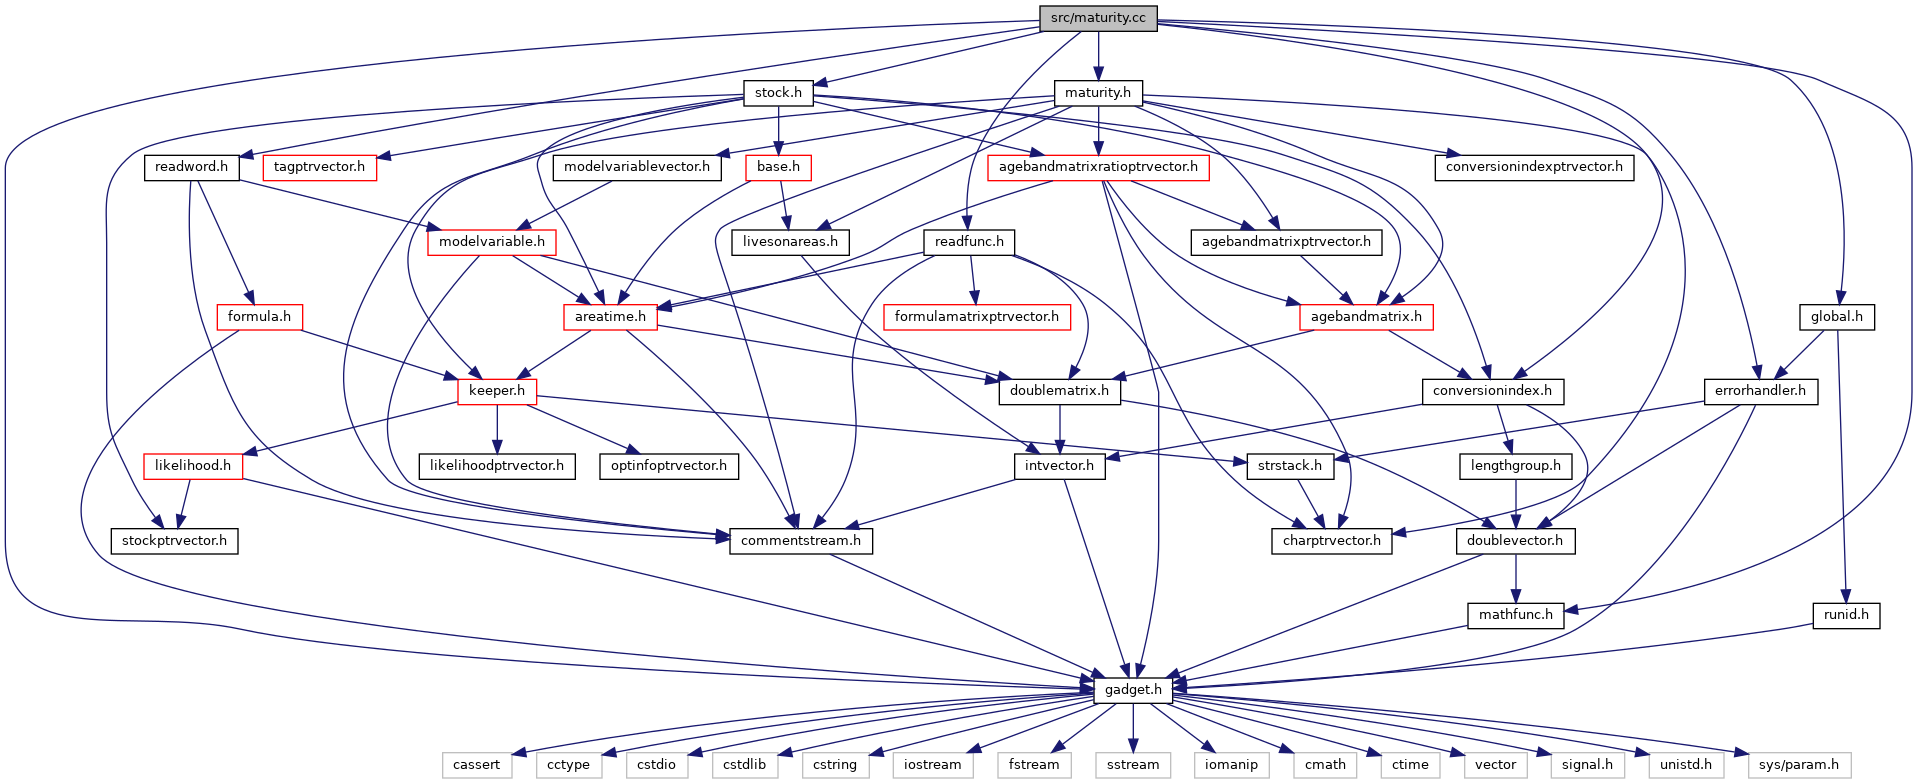 src/maturity.cc
stock.h
maturity.h
readword.h
tagptrvector.h
modelvariablevector.h
base.h
agebandmatrixratioptrvector.h
conversionindexptrvector.h
modelvariable.h
livesonareas.h
readfunc.h
agebandmatrixptrvector.h
formula.h
areatime.h
formulamatrixptrvector.h
agebandmatrix.h
global.h
keeper.h
doublematrix.h
conversionindex.h
errorhandler.h
likelihood.h
likelihoodptrvector.h
optinfoptrvector.h
intvector.h
strstack.h
lengthgroup.h
stockptrvector.h
commentstream.h
charptrvector.h
doublevector.h
mathfunc.h
runid.h
gadget.h
cassert
cctype
cstdio
cstdlib
cstring
iostream
fstream
sstream
iomanip
cmath
ctime
vector
signal.h
unistd.h
sys/param.h